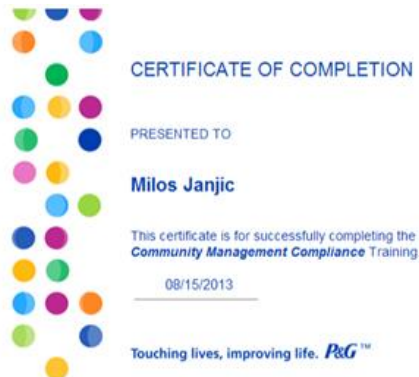 CERTIFICATE OF COMPLETION
PRESENTED TO
Milos Janjic
This certificate is for successfully completing the
Community Management Compliance Training
08/15/2013
Touching lives, improving life. P&G™